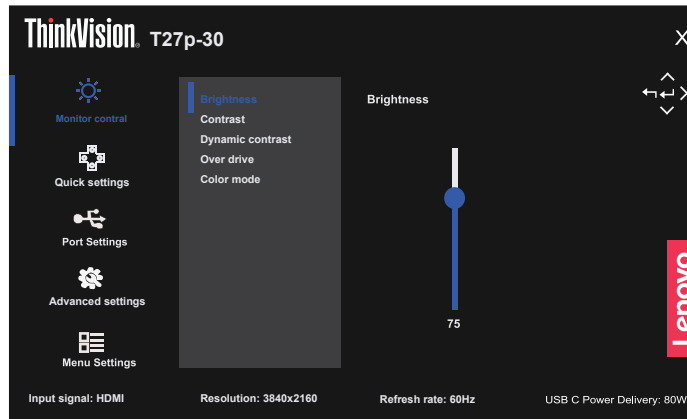 ThinkVision. T27p-30
X
Monitor contral
Quick settings
Port Settings
Advanced settings
Menu Settings
Brightness
Contrast
Dynamic contrast
Over drive
Color mode
Brightness
75
Lenovo
Input signal: HDMI
Resolution: 3840x2160
Refresh rate: 60Hz
USB C Power Delivery: 80W